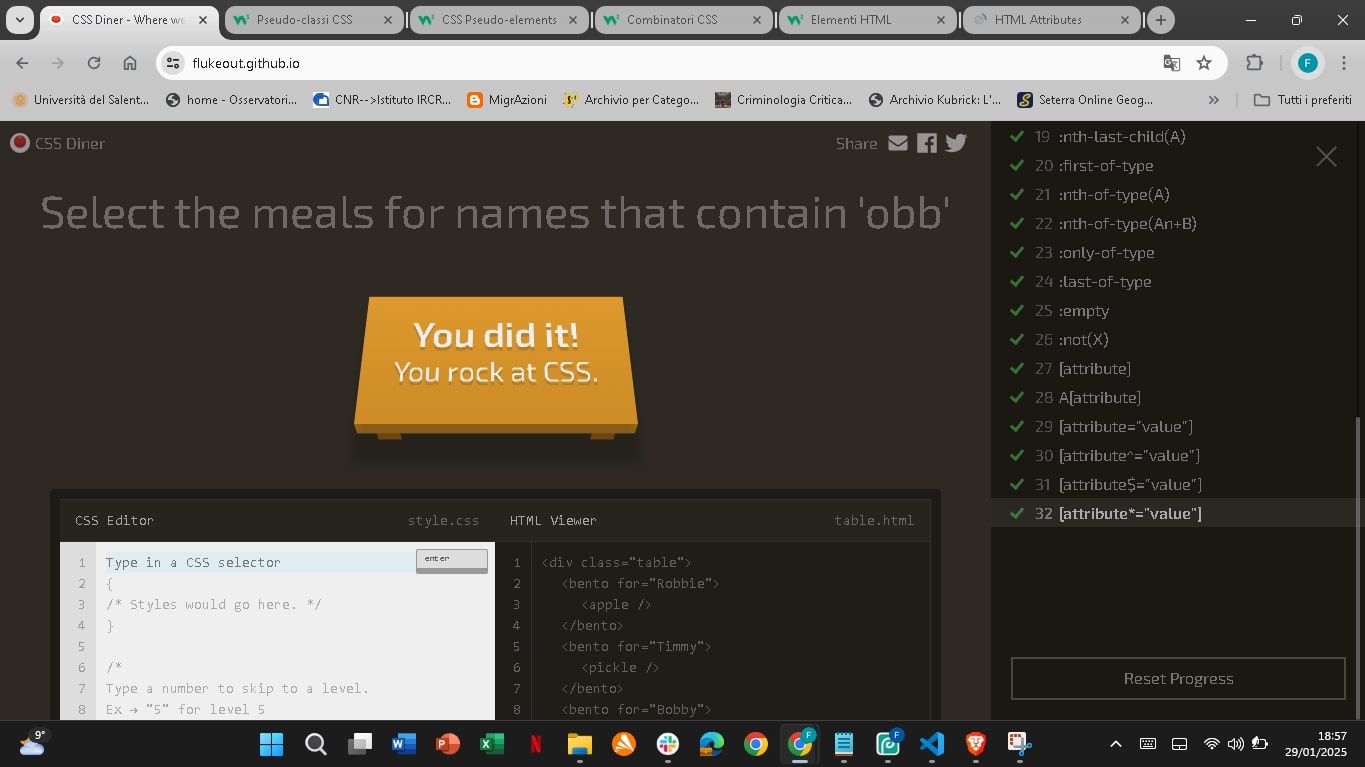 CSS Diner - Where we
Pseudo-classi CSS
CSS Pseudo-elements
Combinatori CSS
Elementi HTML
HTML Attributes
flukeout.github.io
F
Università del Salent...
home - Osservatori...
CNR-->Istituto IRCR...
MigrAzioni
Archivio per Catego...
Criminologia Critica...
Archivio Kubrick: L'...
Seterra Online Geog...
Tutti i preferiti
CSS Diner
Share
Select the meals for names that contain 'obb'
You did it!
You rock at CSS.
CSS Editor
style.css
1 Type in a CSS selector
enter
2 {
3 /* Styles would go here. */
4 }
5
6 /*
7 Type a number to skip to a level.
8 Ex → "5" for level 5
HTML Viewer
table.html
1 <div class="table">
2 <bento for="Robbie">
3 <apple />
4 </bento>
5 <bento for="Timmy">
6 <pickle />
7 </bento>
8 <bento for="Bobby">
19 :nth-last-child(A)
20 :first-of-type
21 :nth-of-type(A)
22 :nth-of-type(An+B)
23 :only-of-type
24 :last-of-type
25 :empty
26 :not(X)
27 [attribute]
28 A[attribute]
29 [attribute="value"]
30 [attribute^="value"]
31 [attribute$="value"]
32 [attribute*="value"]
Reset Progress
9°
18:57
29/01/2025